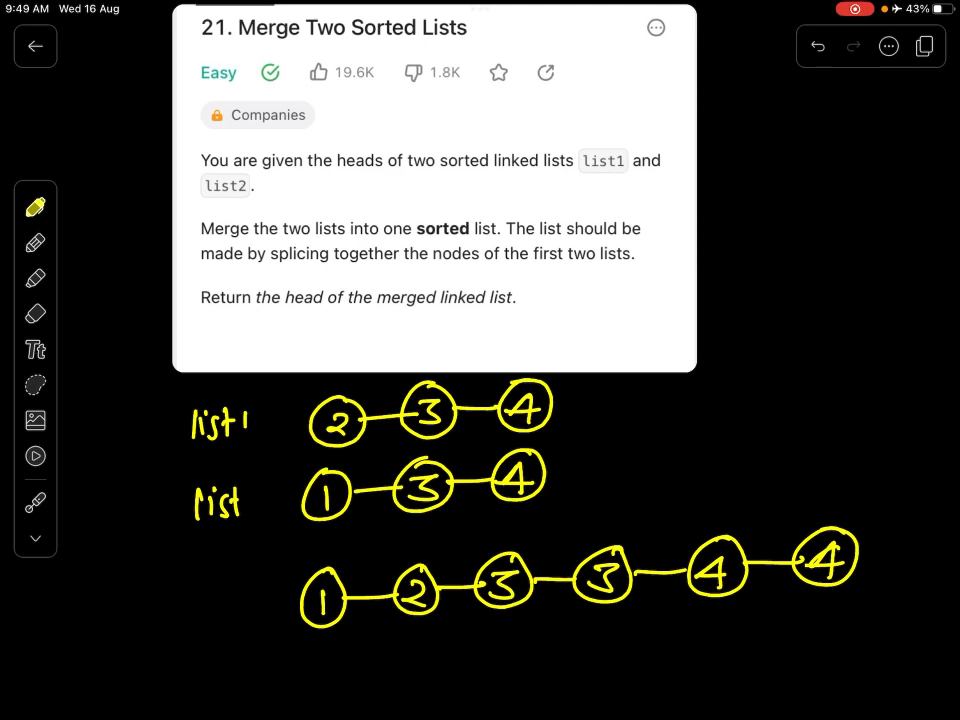 9:49 AM Wed 16 Aug 43%
21. Merge Two Sorted Lists
Easy 19.6K 1.8K
Companies
You are given the heads of two sorted linked lists list1 and
list2.
Merge the two lists into one sorted list. The list should be
made by splicing together the nodes of the first two lists.
Return the head of the merged linked list.
Tt
list1 2 3 4
list 1 3 4
1 2 3 3 4 4